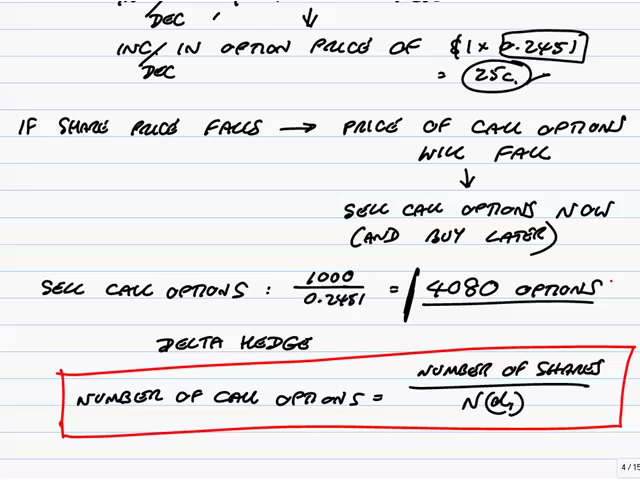 INC/ DEC
INC/DEC IN OPTION PRICE OF $1 x 0.2451
= 25c.
IF SHARE PRICE FALLS → PRICE OF CALL OPTIONS
WILL FALL
↓
SELL CALL OPTIONS NOW
(AND BUY LATER)
SELL CALL OPTIONS : 1000/0.2451 = 4080 OPTIONS
DELTA HEDGE
NUMBER OF CALL OPTIONS = NUMBER OF SHARES / N(d1)
4 / 15